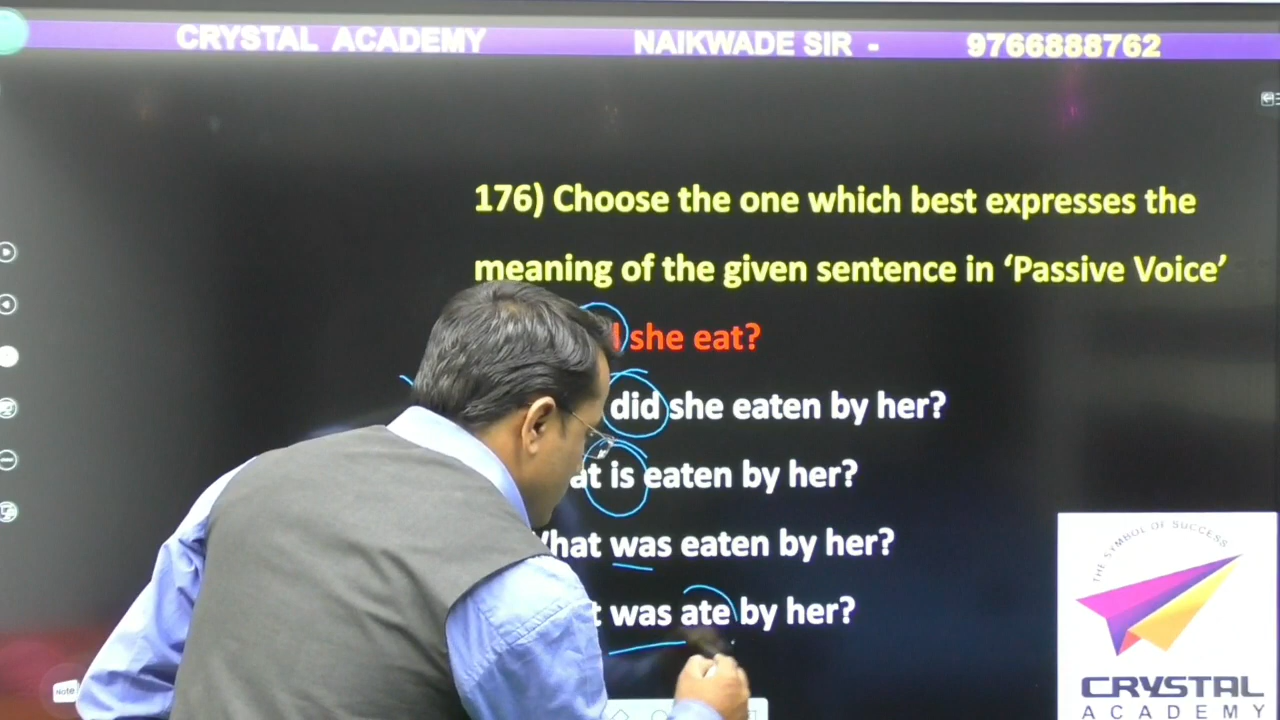 CRYSTAL ACADEMY NAIKWADE SIR - 9766888762
176) Choose the one which best expresses the
meaning of the given sentence in ‘Passive Voice’
she eat?
did she eaten by her?
is eaten by her?
was eaten by her?
was ate by her?
THE SYMBOL OF SUCCESS
CRYSTAL
ACADEMY
Note